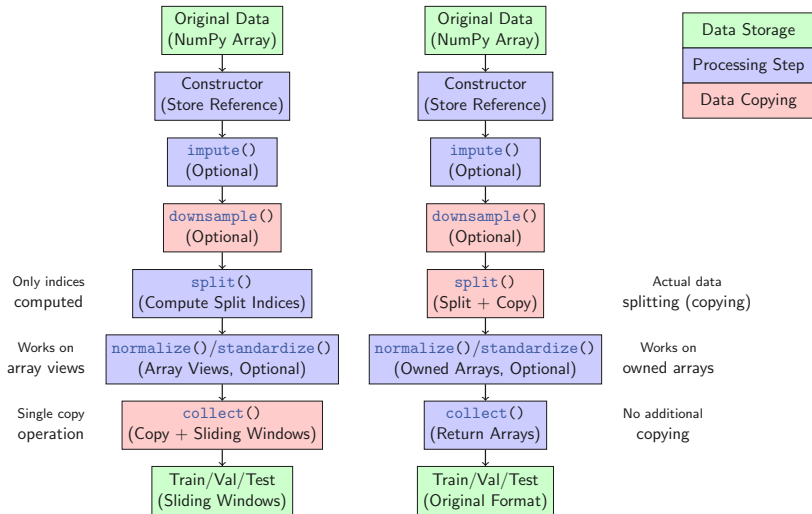 Original Data
(NumPy Array)
Constructor
(Store Reference)
impute()
(Optional)
downsample()
(Optional)
Only indices
computed
split()
(Compute Split Indices)
Works on
array views
normalize()/standardize()
(Array Views, Optional)
Single copy
operation
collect()
(Copy + Sliding Windows)
Train/Val/Test
(Sliding Windows)
Original Data
(NumPy Array)
Constructor
(Store Reference)
impute()
(Optional)
downsample()
(Optional)
split()
(Split + Copy)
Actual data
splitting (copying)
normalize()/standardize()
(Owned Arrays, Optional)
Works on
owned arrays
collect()
(Return Arrays)
No additional
copying
Train/Val/Test
(Original Format)
Data Storage
Processing Step
Data Copying